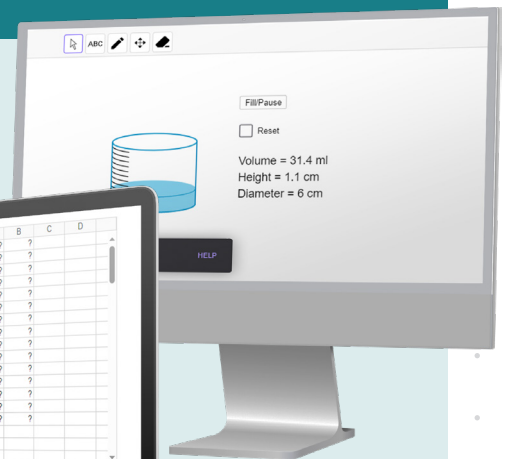 ABC
Fill/Pause
Reset
Volume = 31.4 ml
Height = 1.1 cm
Diameter = 6 cm
HELP
B C D
? ?
? ?
? ?
? ?
? ?
? ?
? ?
? ?
? ?
? ?
? ?
? ?
? ?
? ?